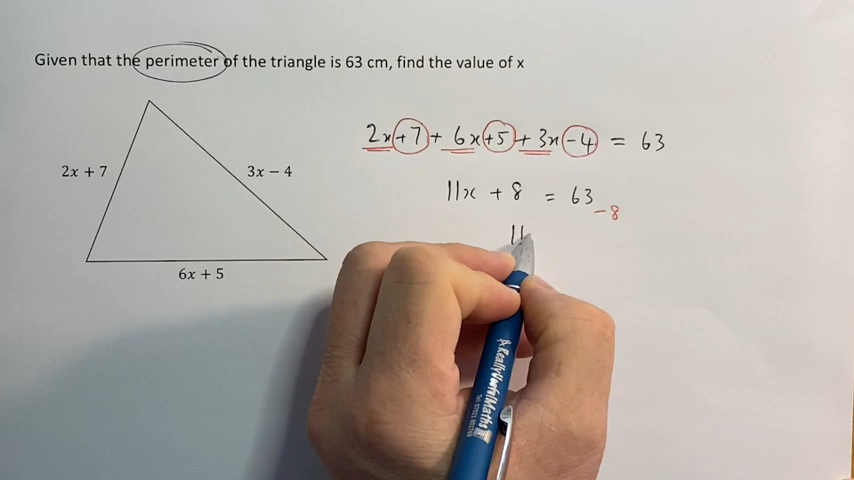 Given that the perimeter of the triangle is 63 cm, find the value of x
2x + 7
3x − 4
6x + 5
2x +7 + 6x +5 + 3x −4 = 63
11x + 8 = 63
−8
11
ReallyUsefulMaths